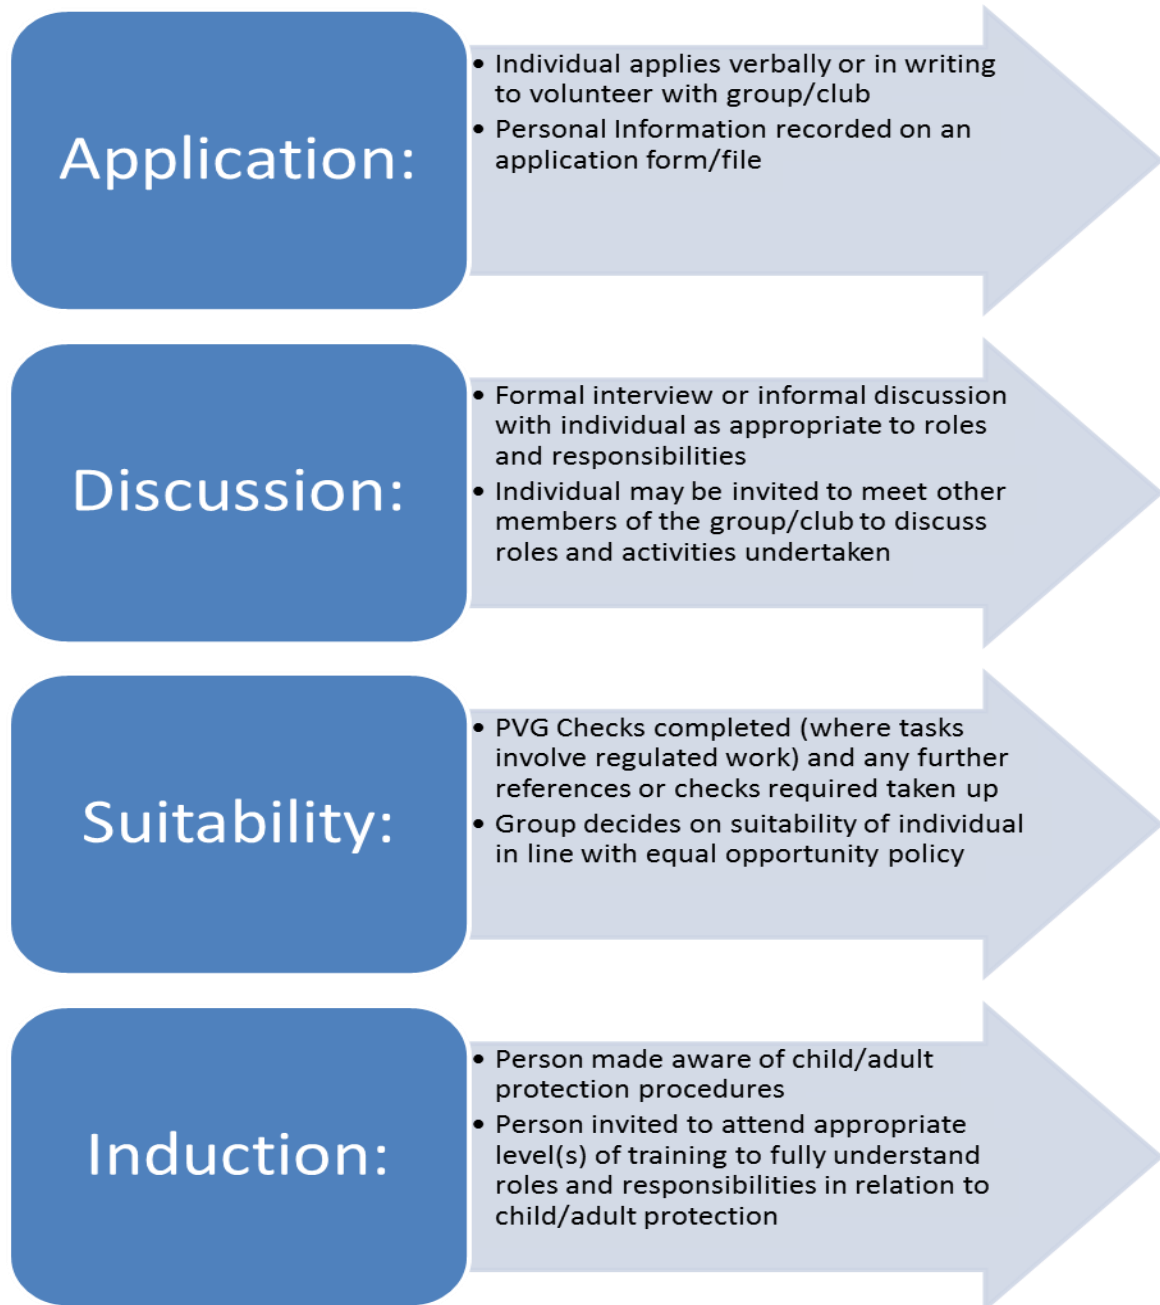 Application:
• Individual applies verbally or in writing
to volunteer with group/club
• Personal Information recorded on an
application form/file
Discussion:
• Formal interview or informal discussion
with individual as appropriate to roles
and responsibilities
• Individual may be invited to meet other
members of the group/club to discuss
roles and activities undertaken
Suitability:
• PVG Checks completed (where tasks
involve regulated work) and any further
references or checks required taken up
• Group decides on suitability of individual
in line with equal opportunity policy
Induction:
• Person made aware of child/adult
protection procedures
• Person invited to attend appropriate
level(s) of training to fully understand
roles and responsibilities in relation to
child/adult protection